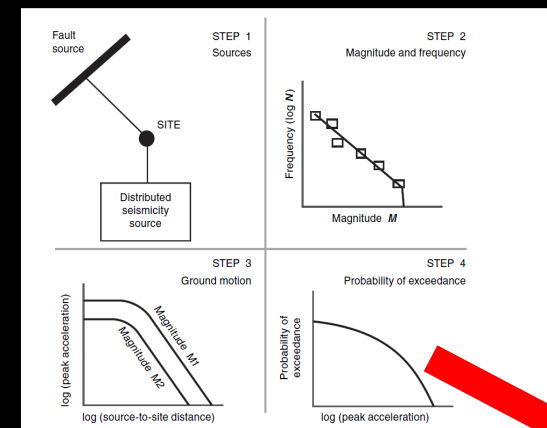 STEP 1
Sources
Fault
source
SITE
Distributed
seismicity
source
STEP 2
Magnitude and frequency
Frequency (log N)
Magnitude M
STEP 3
Ground motion
log (peak acceleration)
Magnitude M1
Magnitude M2
log (source-to-site distance)
STEP 4
Probability of exceedance
Probability of
exceedance
log (peak acceleration)